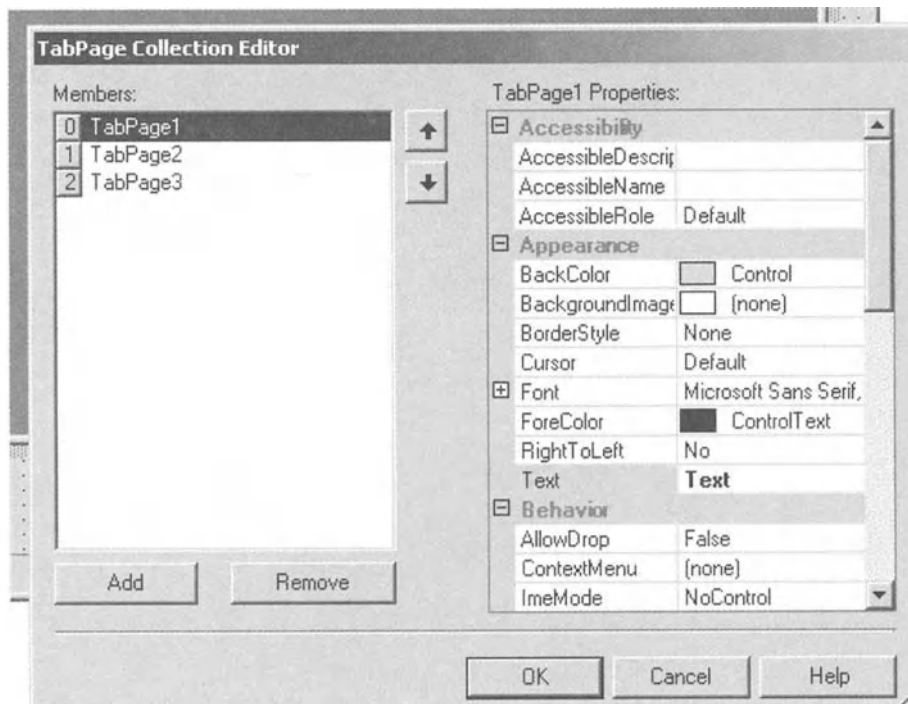 TabPage Collection Editor
Members:
0 TabPage1
1 TabPage2
2 TabPage3
Add
Remove
TabPage1 Properties:
Accessibility
AccessibleDescrip
AccessibleName
AccessibleRole Default
Appearance
BackColor Control
BackgroundImage (none)
BorderStyle None
Cursor Default
Font Microsoft Sans Serif,
ForeColor ControlText
RightToLeft No
Text Text
Behavior
AllowDrop False
ContextMenu (none)
ImeMode NoControl
OK
Cancel
Help